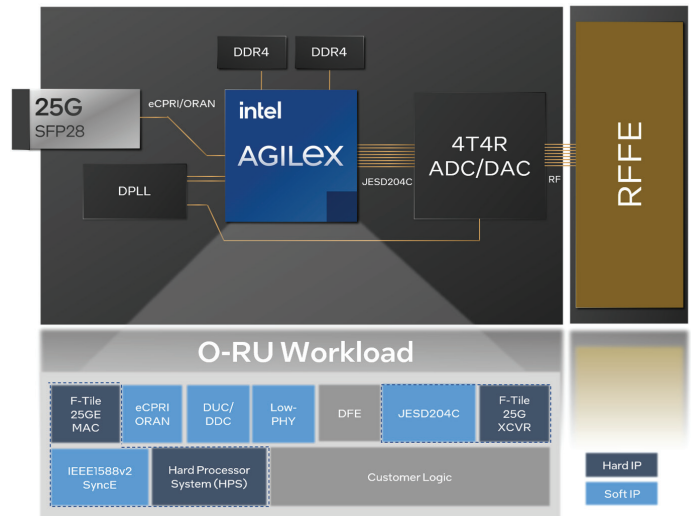 DDR4
DDR4
25G
SFP28
eCPRI/ORAN
intel
AGILEX
4T4R
ADC/DAC
RFFE
DPLL
JESD204C
RF
O-RU Workload
F-Tile
25GE
MAC
eCPRI
ORAN
DUC/
DDC
Low-
PHY
DFE
JESD204C
F-Tile
25G
XCVR
IEEE1588v2
SyncE
Hard Processor
System (HPS)
Customer Logic
Hard IP
Soft IP